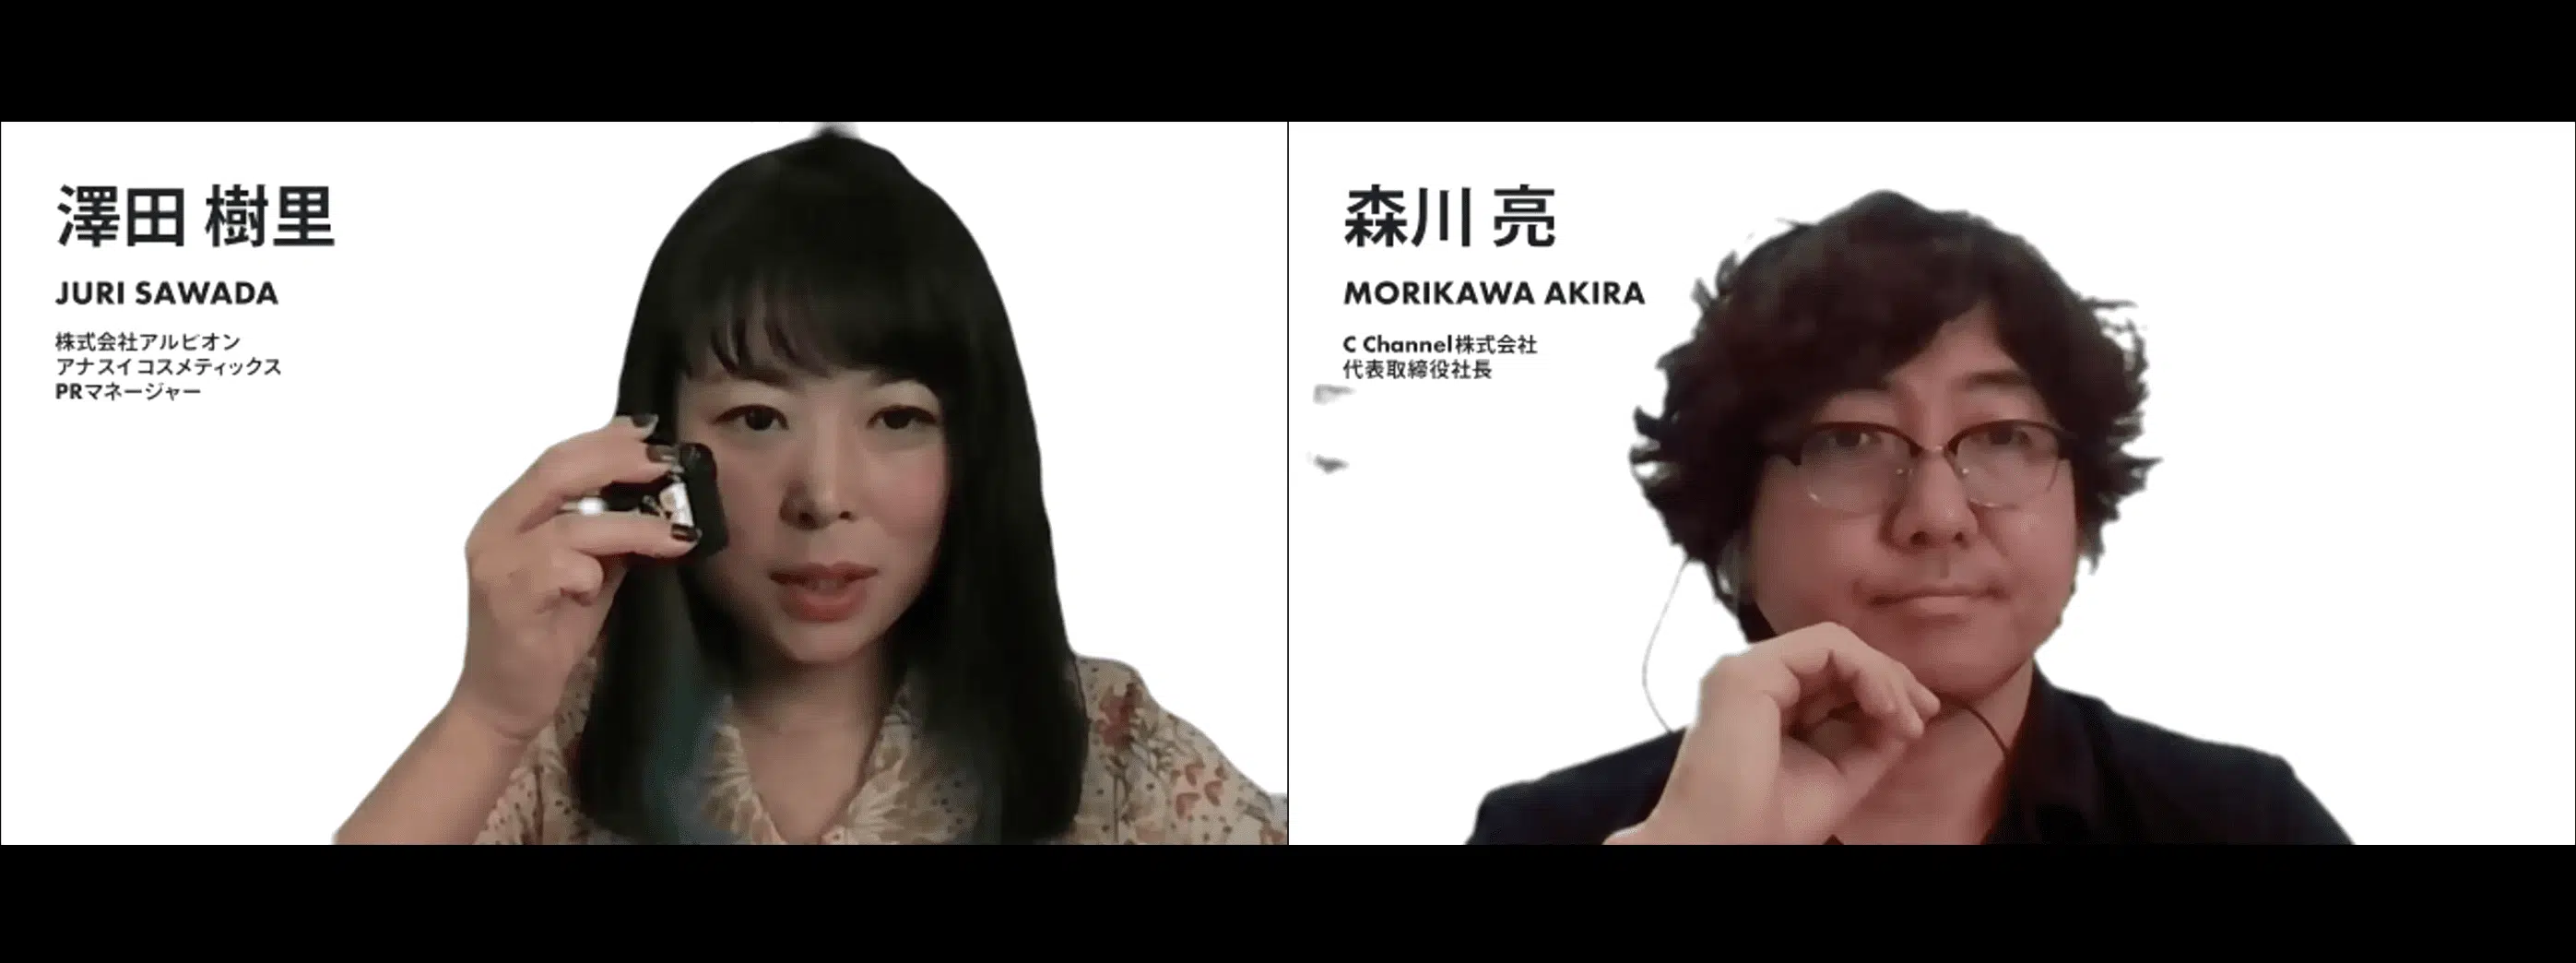 澤田 樹里
JURI SAWADA
株式会社アルビオン
アナスイコスメティックス
PRマネージャー
森川 亮
MORIKAWA AKIRA
C Channel株式会社
代表取締役社長